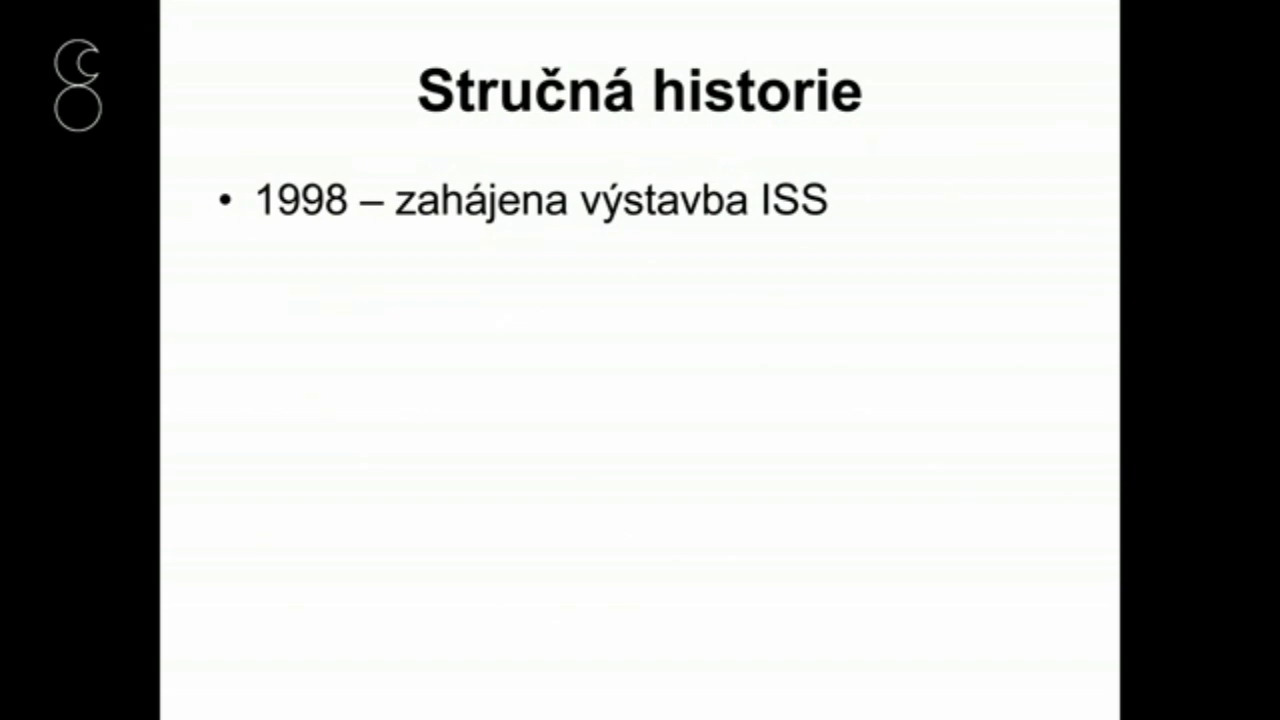 Stručná historie
• 1998 – zahájena výstavba ISS